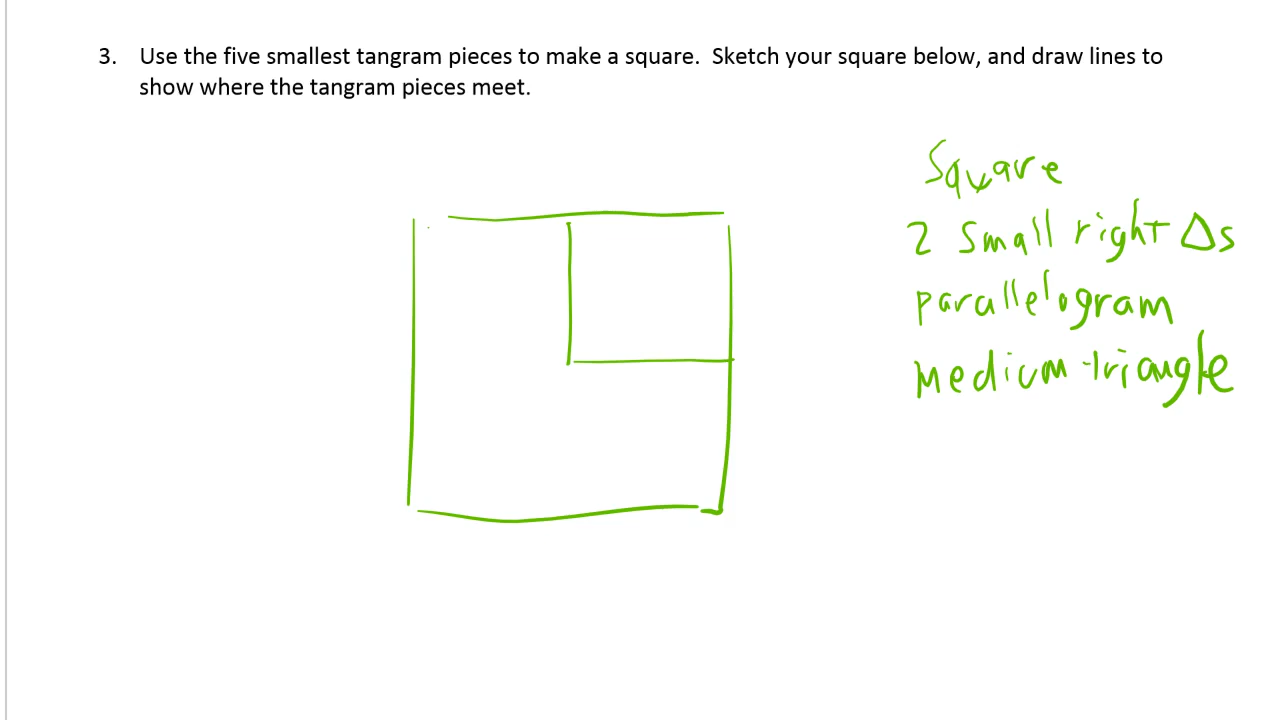 3. Use the five smallest tangram pieces to make a square. Sketch your square below, and draw lines to
show where the tangram pieces meet.
Square
2 small right Δs
parallelogram
medium triangle